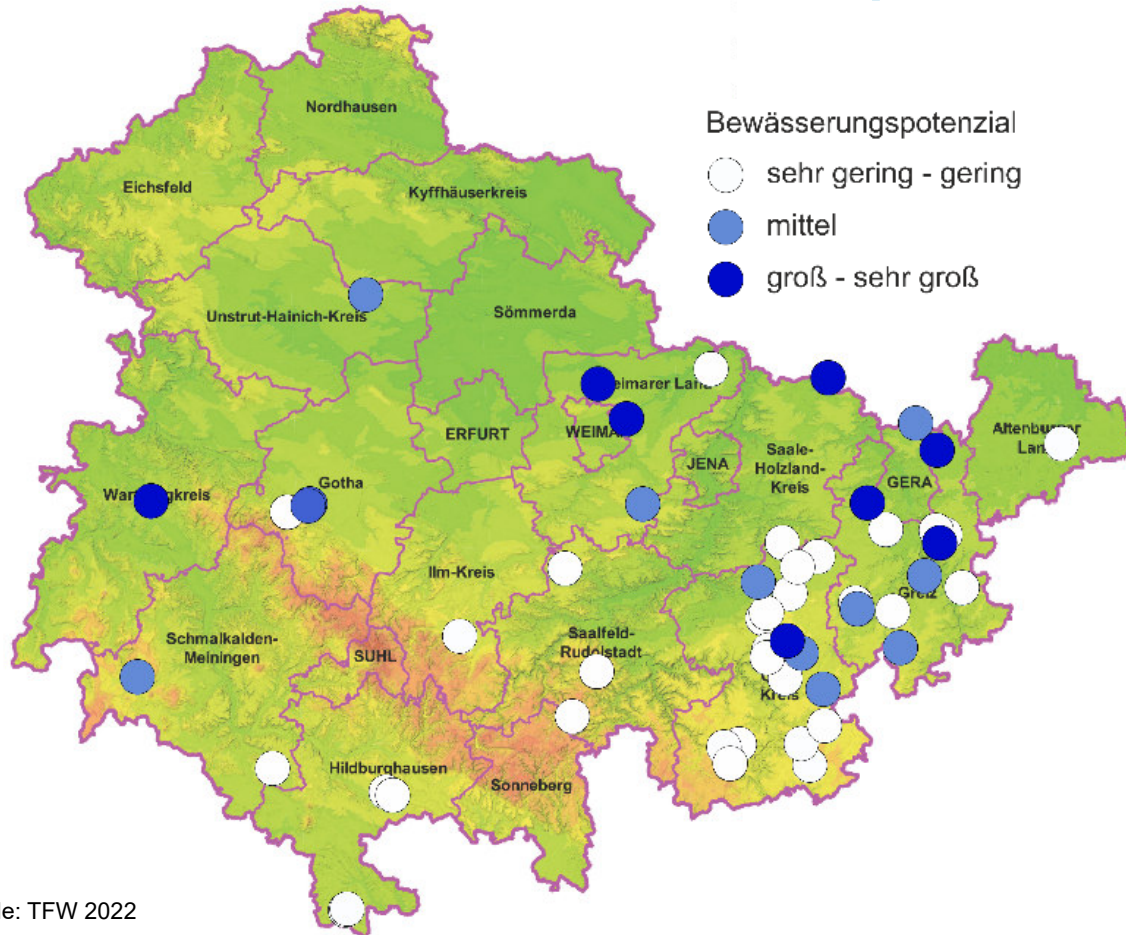 Bewässerungspotenzial
sehr gering - gering
mittel
groß - sehr groß
Nordhausen
Eichsfeld
Kyffhäuserkreis
Unstrut-Hainich-Kreis
Sömmerda
ERFURT
JENA
Saale-
Holzland-
Kreis
GERA
Gotha
Ilm-Kreis
Greiz
Schmalkalden-
Meiningen
SUHL
Saalfeld-
Rudolstadt
Kreis
Hildburghausen
Sonneberg
TFW 2022